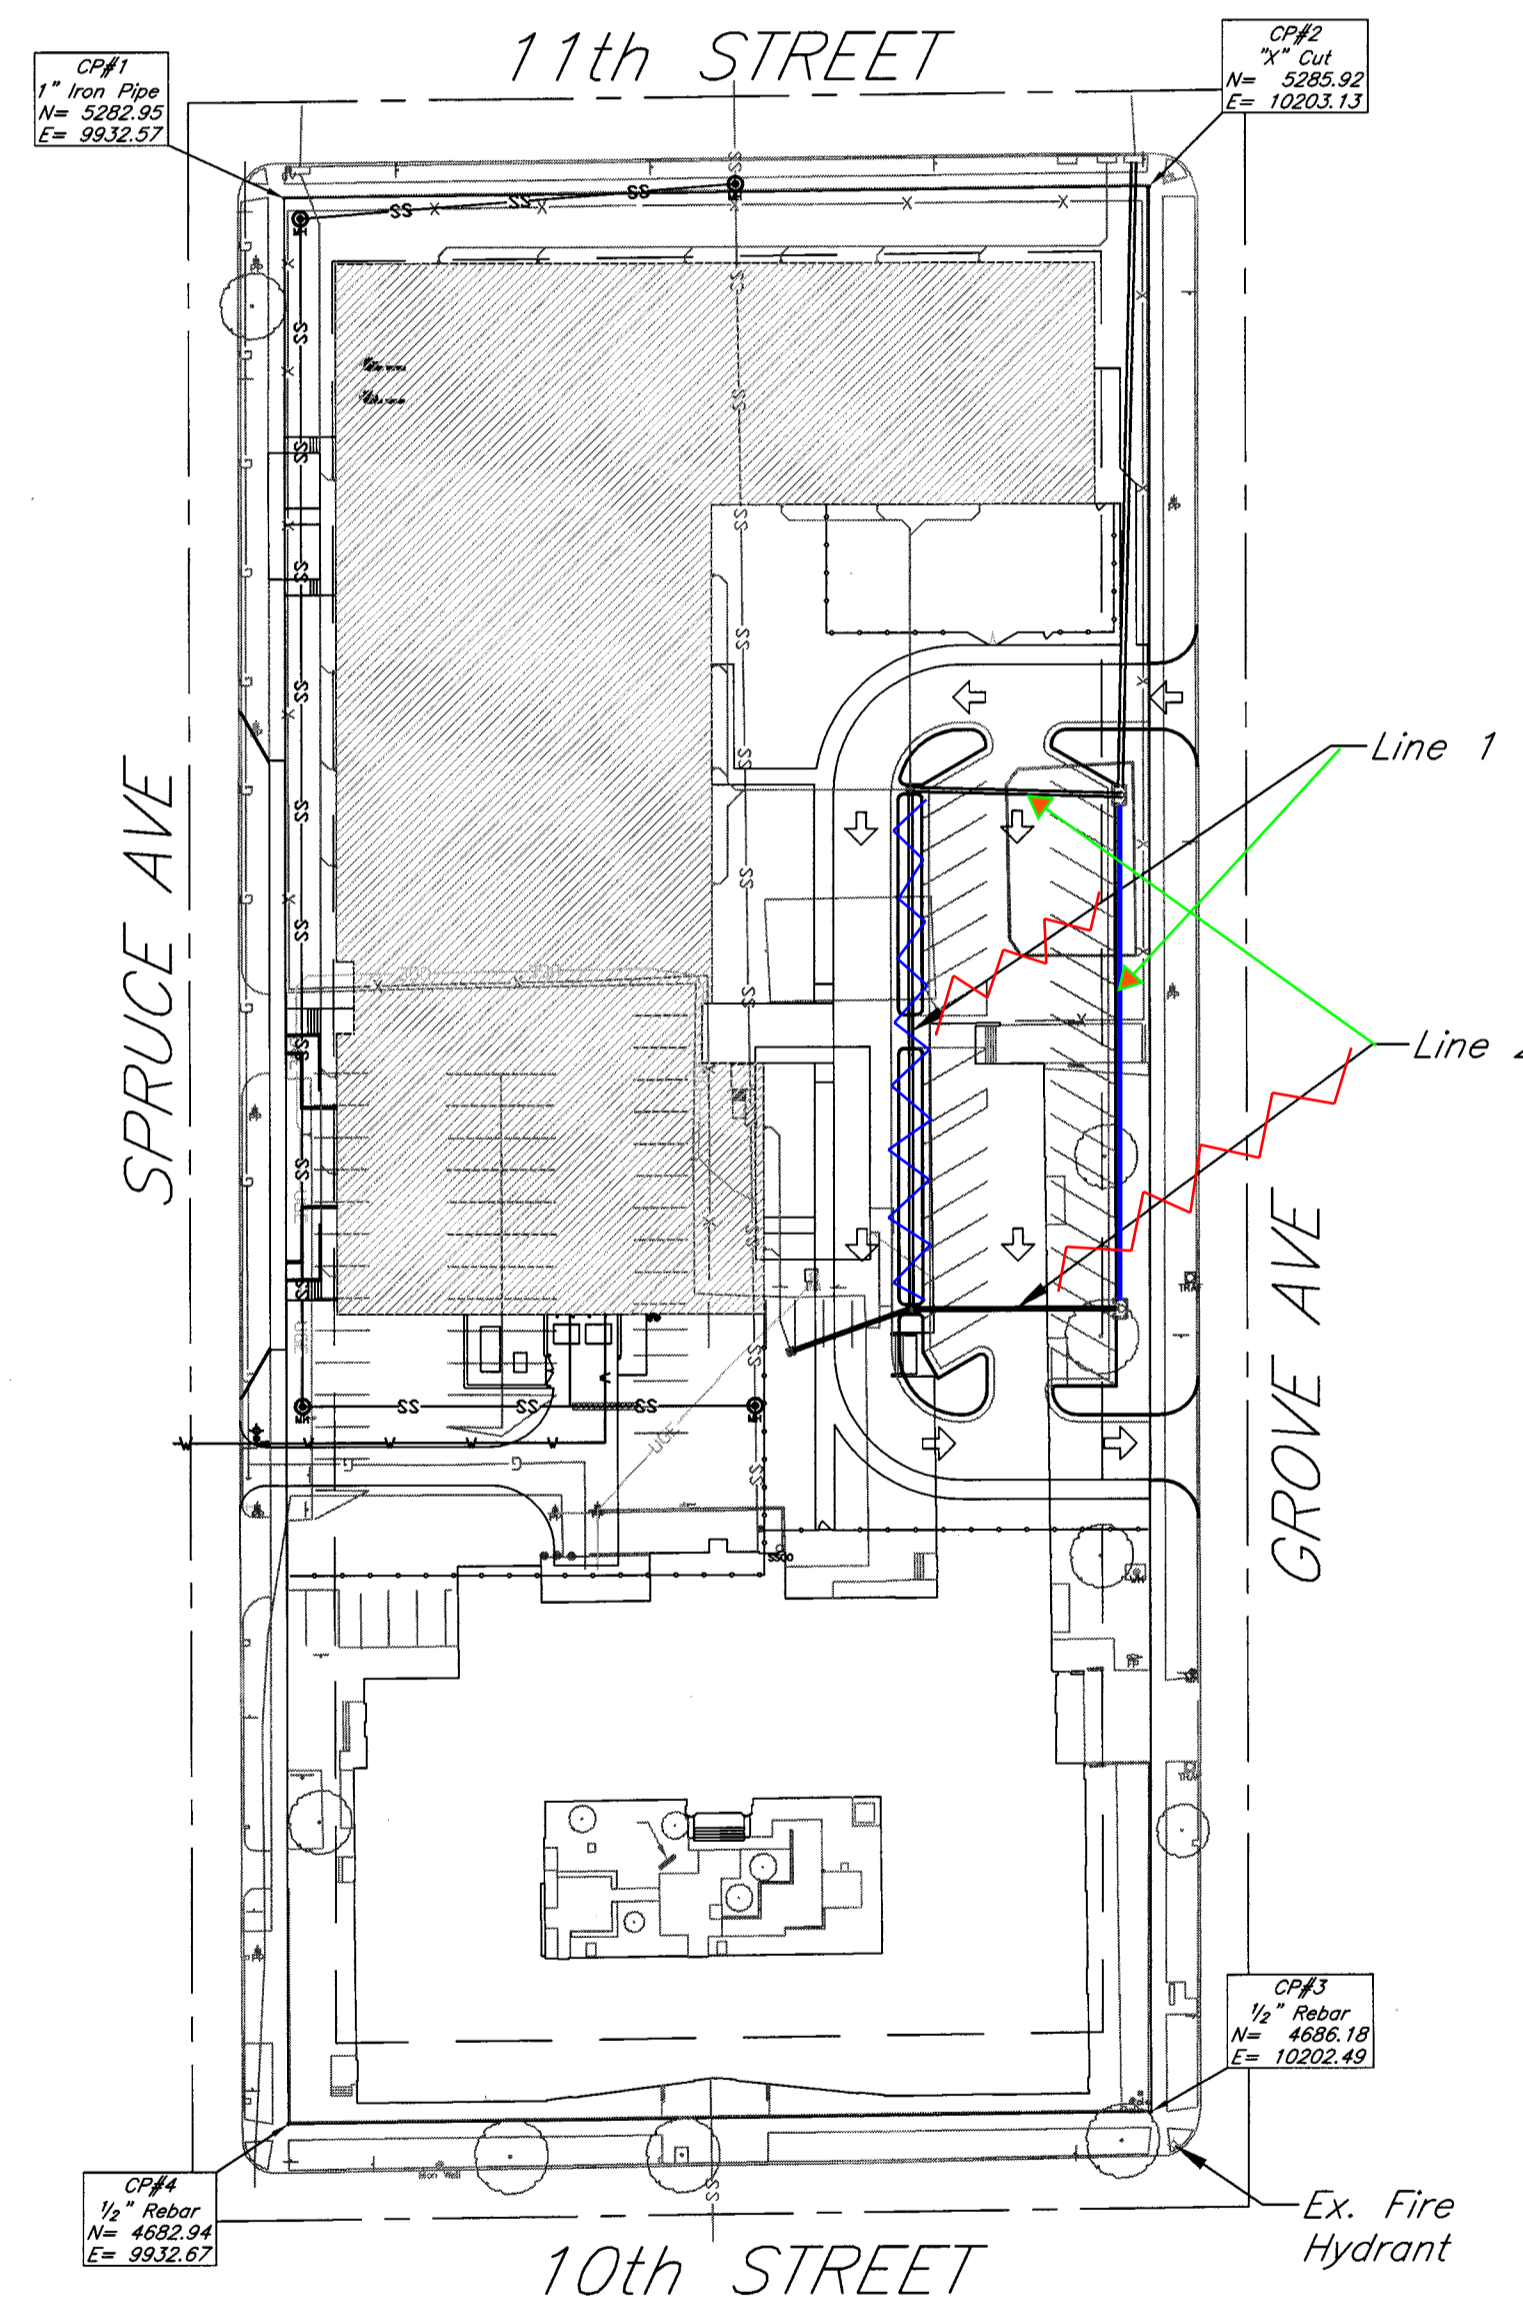 11th STREET
CP#1
1" Iron Pipe
N= 5282.95
E= 9932.57
CP#2
"X" Cut
N= 5285.92
E= 10203.13
SPRUCE AVE
Line 1
Line 2
GROVE AVE
CP#3
1/2" Rebar
N= 4686.18
E= 10202.49
CP#4
1/2" Rebar
N= 4682.94
E= 9932.67
Ex. Fire
Hydrant
10th STREET